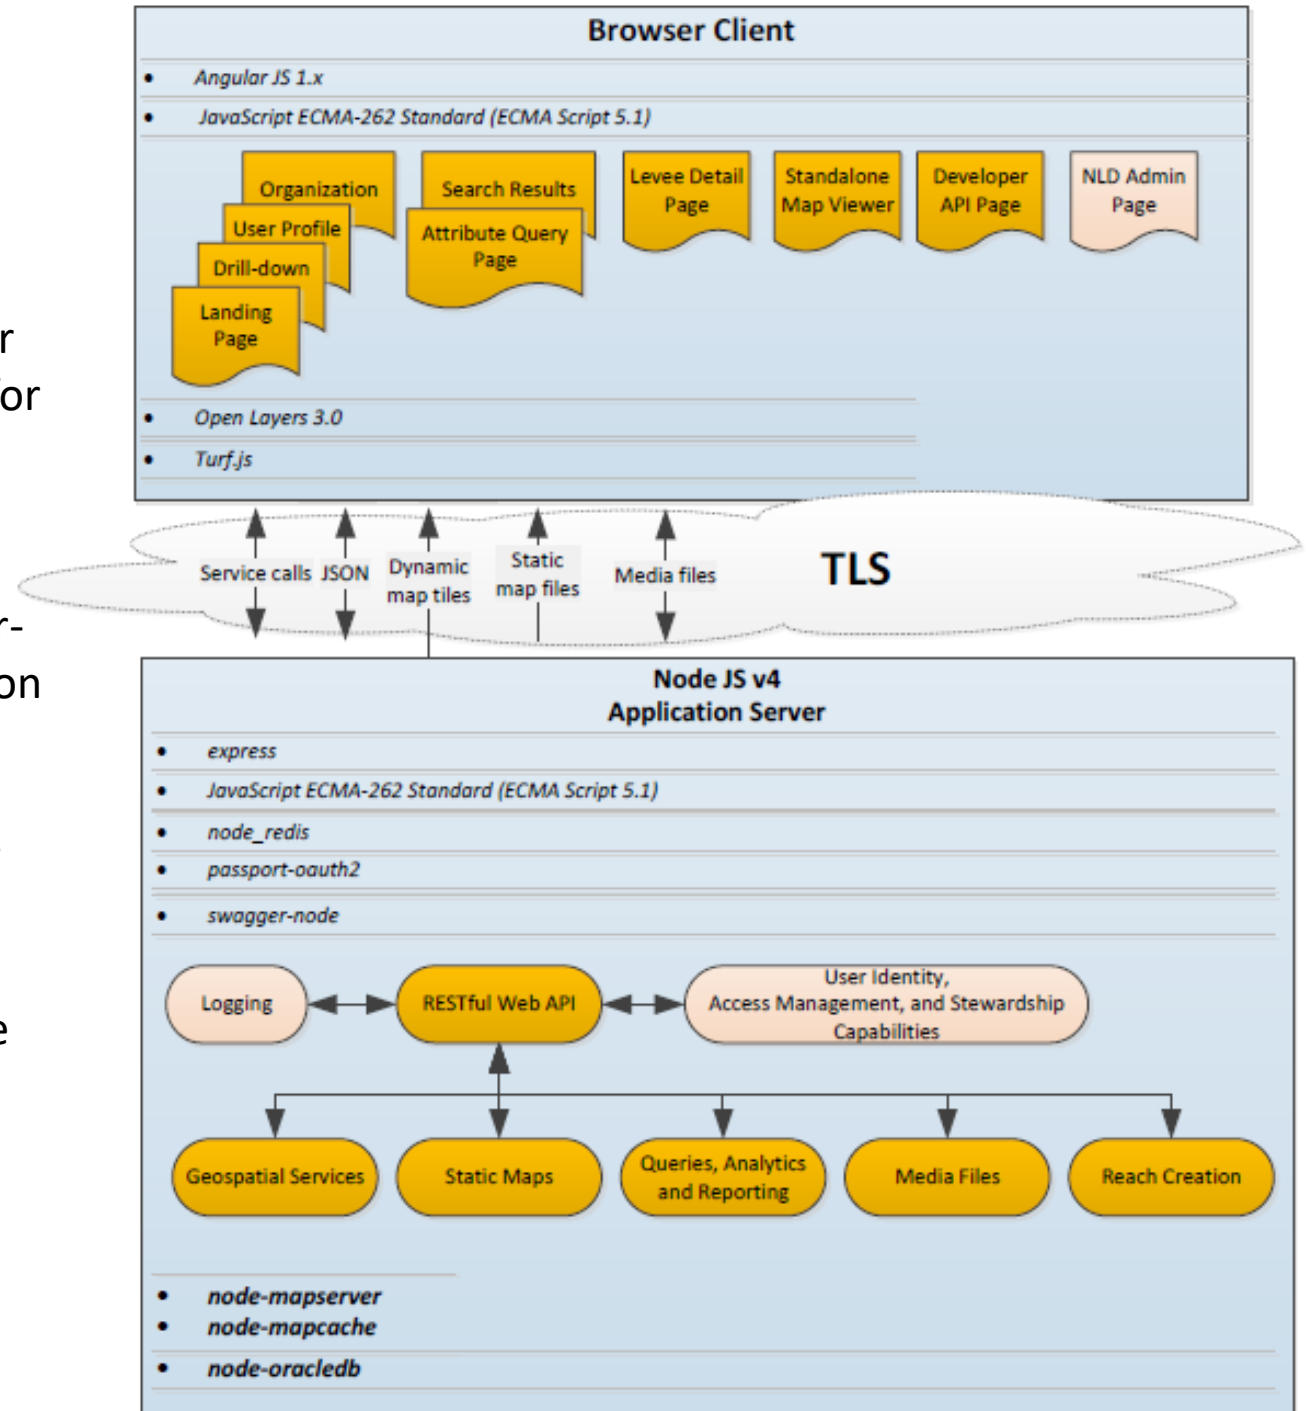 Browser Client
• Angular JS 1.x
• JavaScript ECMA-262 Standard (ECMA Script 5.1)
Organization
User Profile
Drill-down
Landing
Page
Search Results
Attribute Query
Page
Levee Detail
Page
Standalone
Map Viewer
Developer
API Page
NLD Admin
Page
• Open Layers 3.0
• Turf.js
r
or
r-
on
e
Service calls
JSON
Dynamic
map tiles
Static
map files
Media files
TLS
Node JS v4
Application Server
• express
• JavaScript ECMA-262 Standard (ECMA Script 5.1)
• node_redis
• passport-oauth2
• swagger-node
Logging
RESTful Web API
User Identity,
Access Management, and Stewardship
Capabilities
Geospatial Services
Static Maps
Queries, Analytics
and Reporting
Media Files
Reach Creation
• node-mapserver
• node-mapcache
• node-oracledb